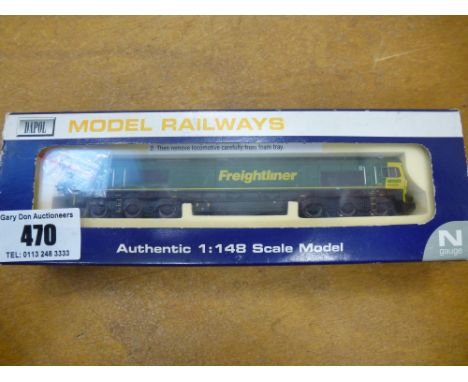 DAPOL MODEL RAILWAYS
2. Then remove locomotive carefully from foam tray.
Freightliner
Gary Don Auctioneers
470
TEL: 0113 248 3333
Authentic 1:148 Scale Model
N
gauge